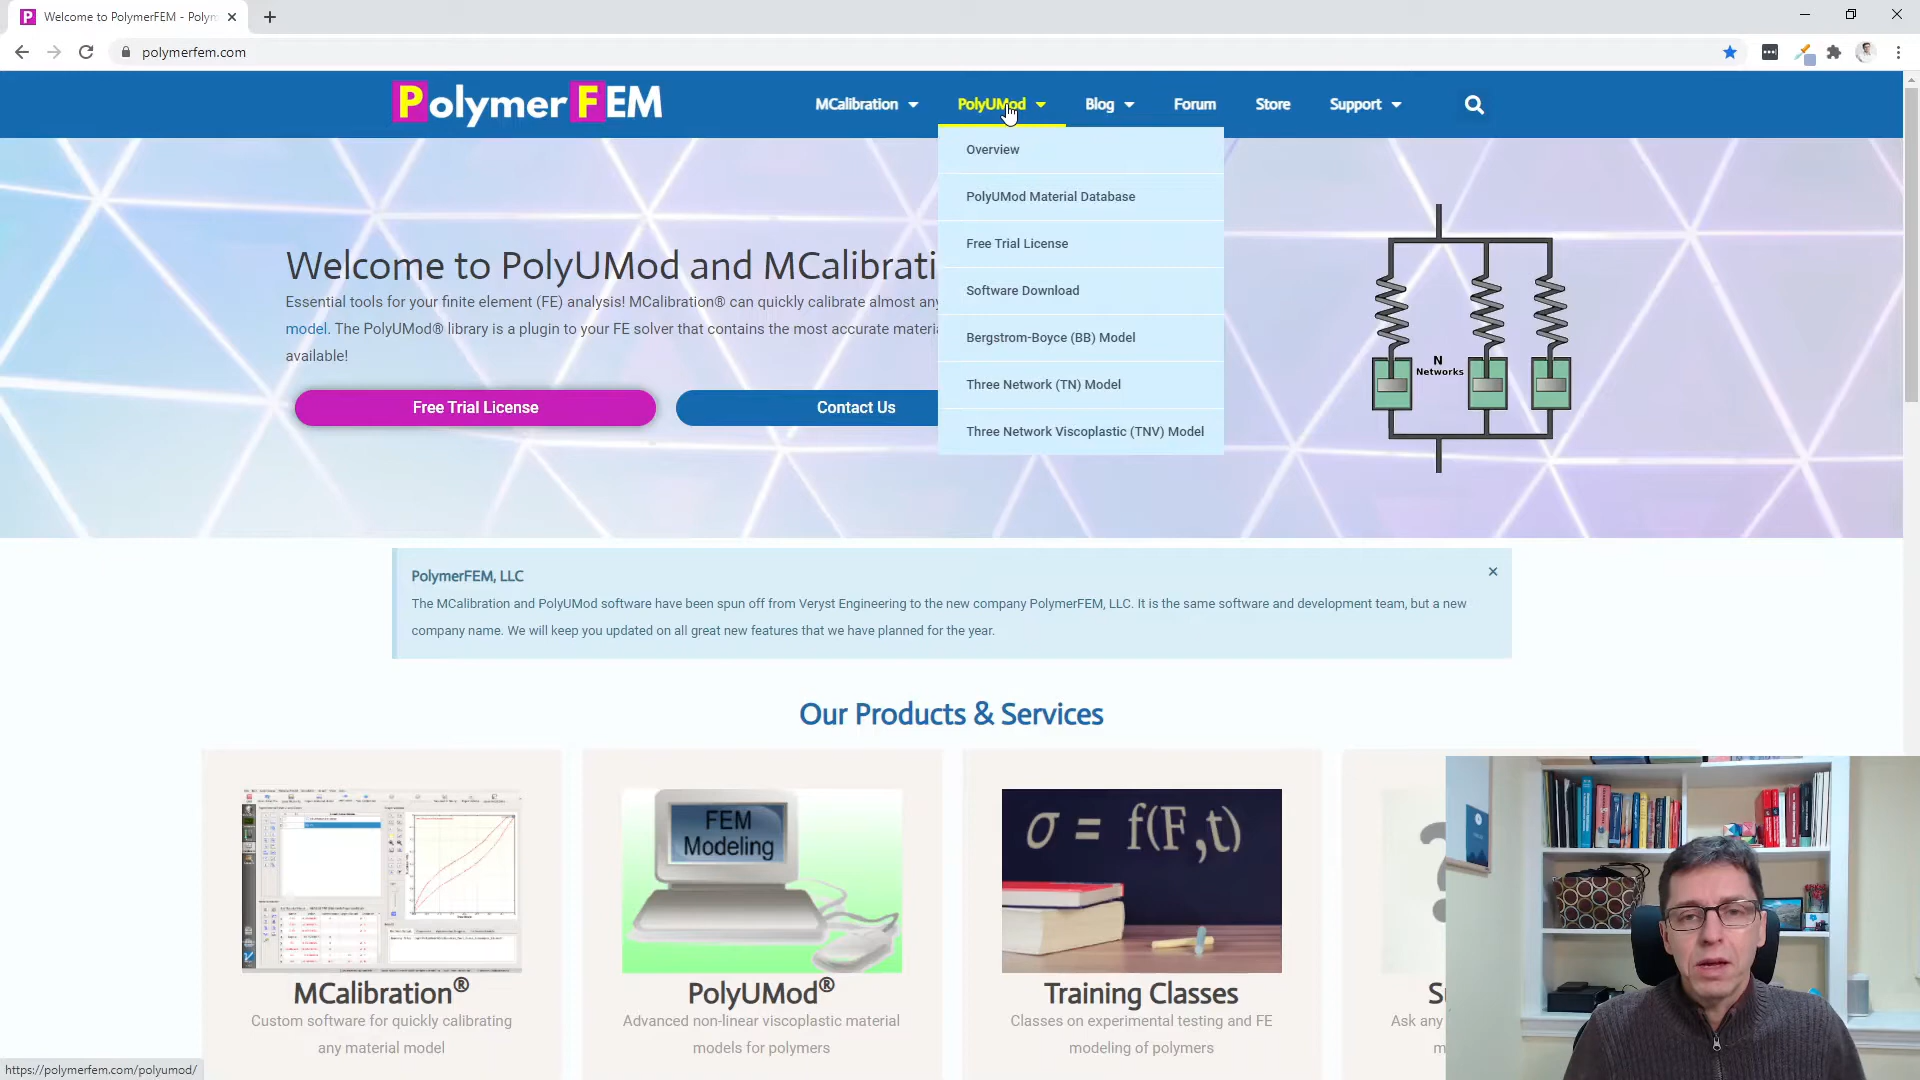 Welcome to PolymerFEM - Polym
polymerfem.com
PolymerFEM
MCalibration
PolyUMod
Blog
Forum
Store
Support
Overview
PolyUMod Material Database
Free Trial License
Software Download
Bergstrom-Boyce (BB) Model
Three Network (TN) Model
Three Network Viscoplastic (TNV) Model
Welcome to PolyUMod and MCalibrati
Essential tools for your finite element (FE) analysis! MCalibration® can quickly calibrate almost any
model. The PolyUMod® library is a plugin to your FE solver that contains the most accurate materia
available!
Free Trial License
Contact Us
N
Networks
PolymerFEM, LLC
The MCalibration and PolyUMod software have been spun off from Veryst Engineering to the new company PolymerFEM, LLC. It is the same software and development team, but a new
company name. We will keep you updated on all great new features that we have planned for the year.
Our Products & Services
FEM
Modeling
σ = f(F,t)
MCalibration®
Custom software for quickly calibrating
any material model
PolyUMod®
Advanced non-linear viscoplastic material
models for polymers
Training Classes
Classes on experimental testing and FE
modeling of polymers
Ask any
https://polymerfem.com/polyumod/